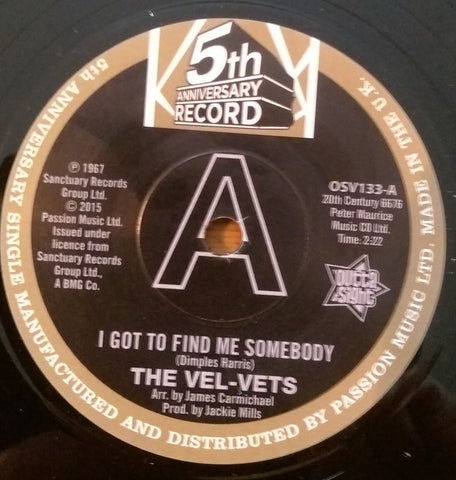 5th
ANNIVERSARY
RECORD
A
℗ 1967
Sanctuary Records
Group Ltd.
© 2015
Passion Music Ltd.
Issued under
licence from
Sanctuary Records
Group Ltd.,
A BMG Co.
OSV133-A
20th Century 6676
Peter Maurice
Music CD Ltd.
Time: 2:22
outta
sight
I GOT TO FIND ME SOMEBODY
(Dimples Harris)
THE VEL-VETS
Arr. by James Carmichael
Prod. by Jackie Mills
5th ANNIVERSARY SINGLE MANUFACTURED AND DISTRIBUTED BY PASSION MUSIC LTD. MADE IN THE U.K.